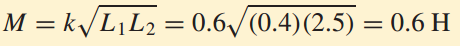 M = k√L₁L₂ = 0.6√(0.4)(2.5) = 0.6 H